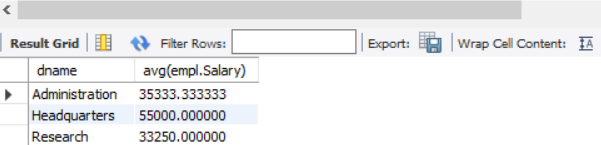 Result Grid Filter Rows: Export: Wrap Cell Content:
dname avg(empl.Salary)
Administration 35333.333333
Headquarters 55000.000000
Research 33250.000000